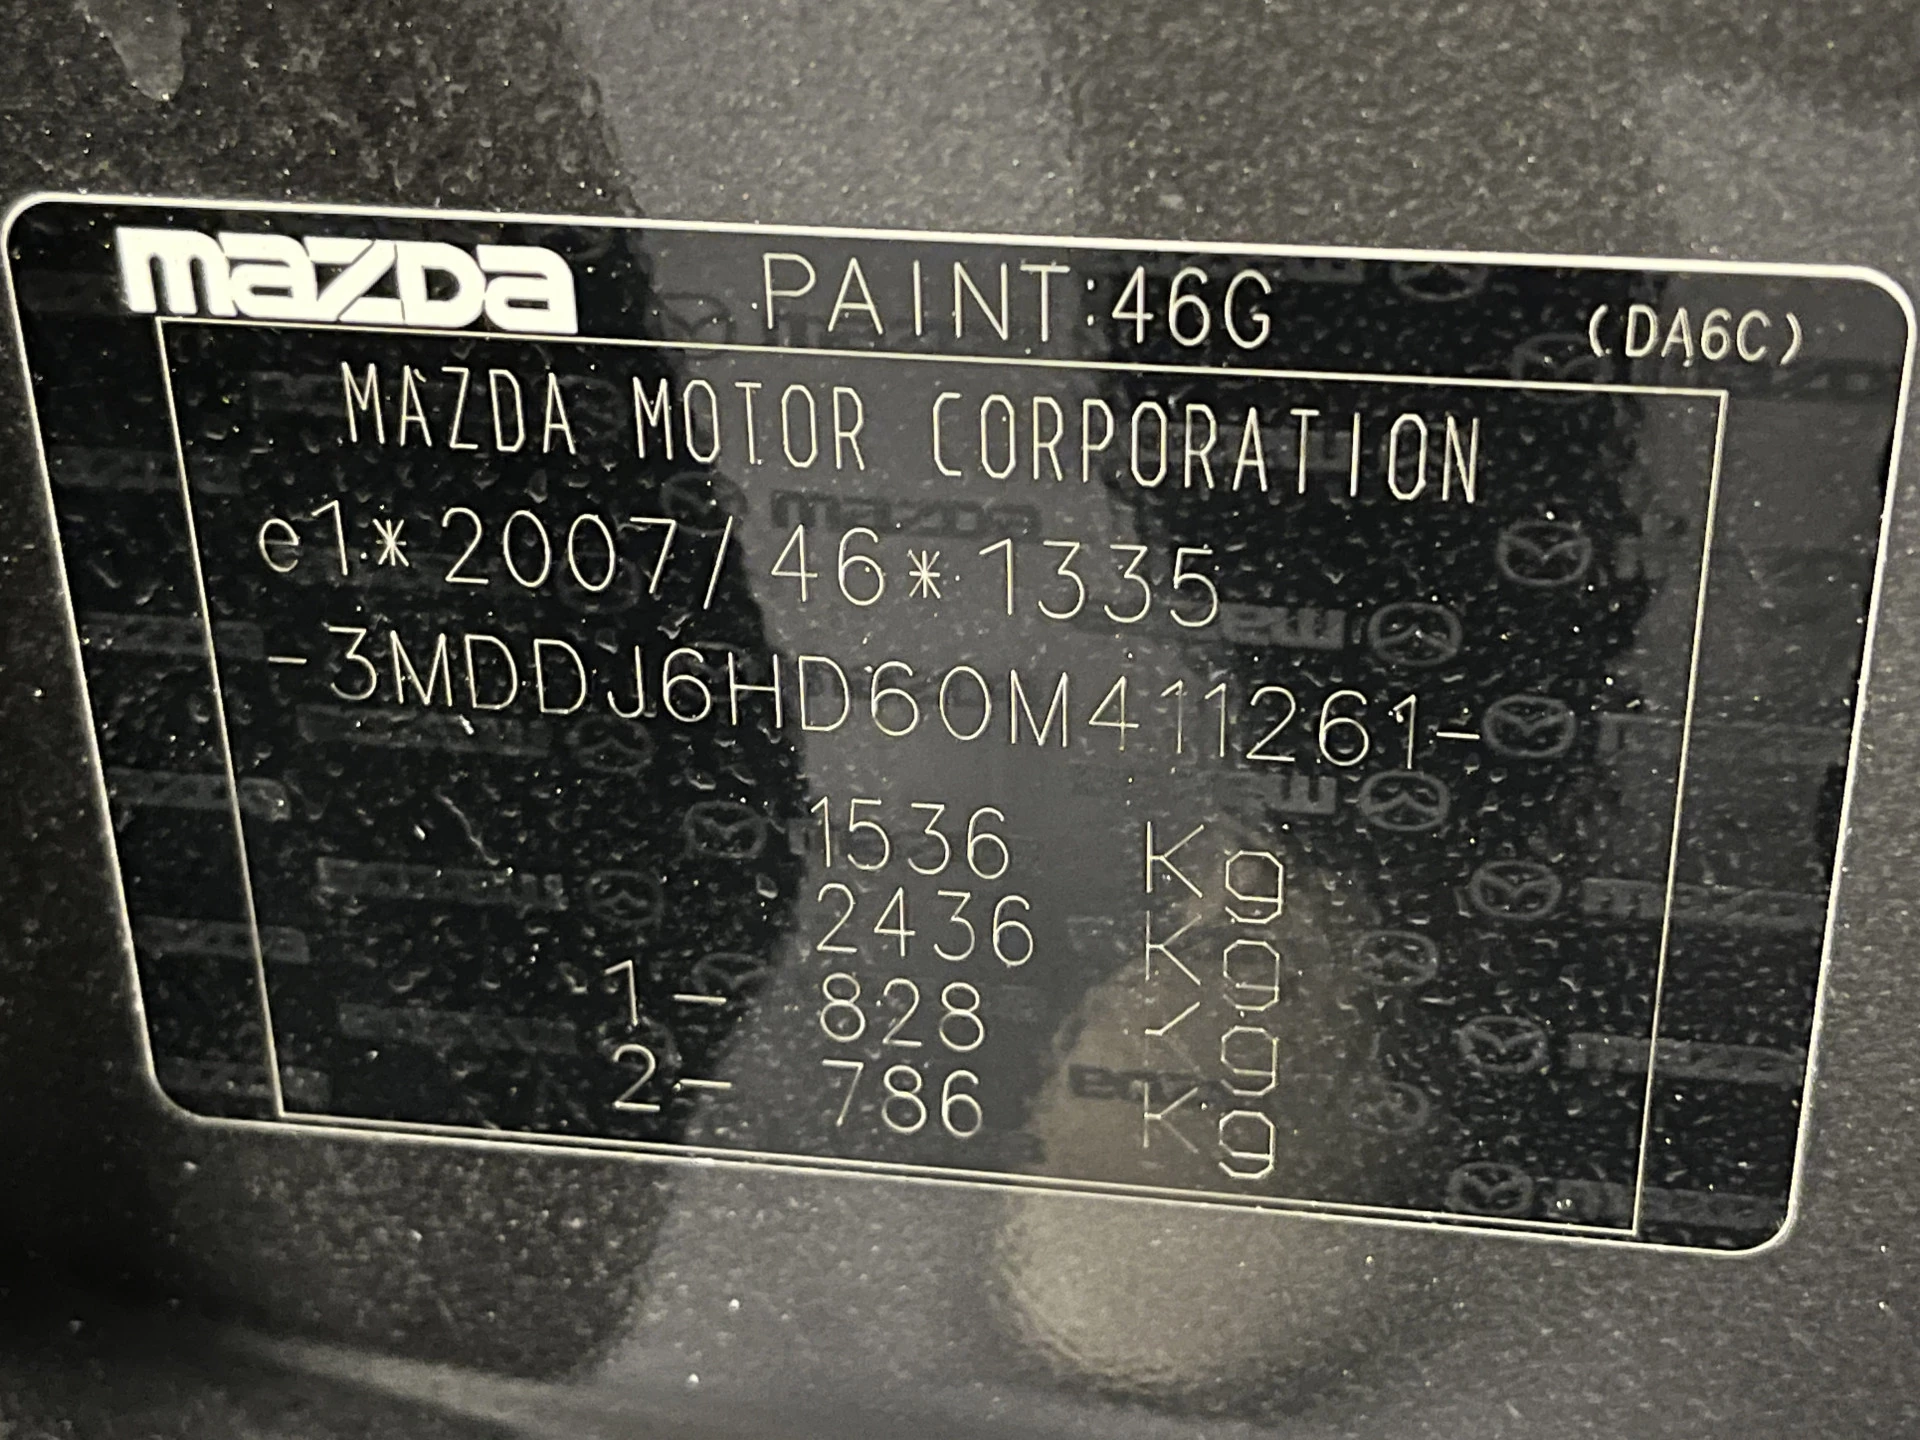 mazda PAINT:46G (DA6C)
MAZDA MOTOR CORPORATION
e1*2007/46*1335
-3MDDJ6HD60M411261-
1536 Kg
2436 Kg
1- 828 Kg
2- 786 Kg